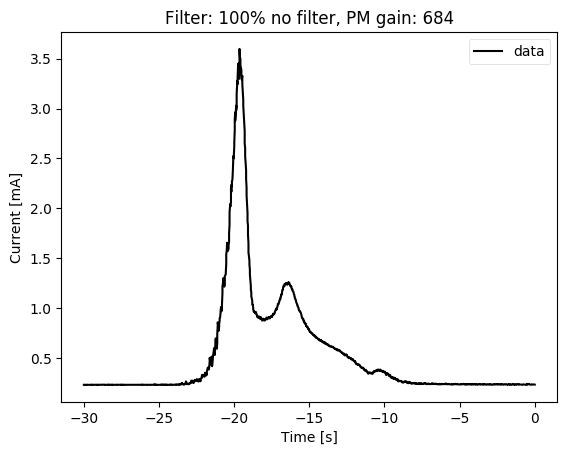 Filter: 100% no filter, PM gain: 684
data
3.5
3.0
2.5
2.0
1.5
1.0
0.5
Current [mA]
−30 −25 −20 −15 −10 −5 0
Time [s]